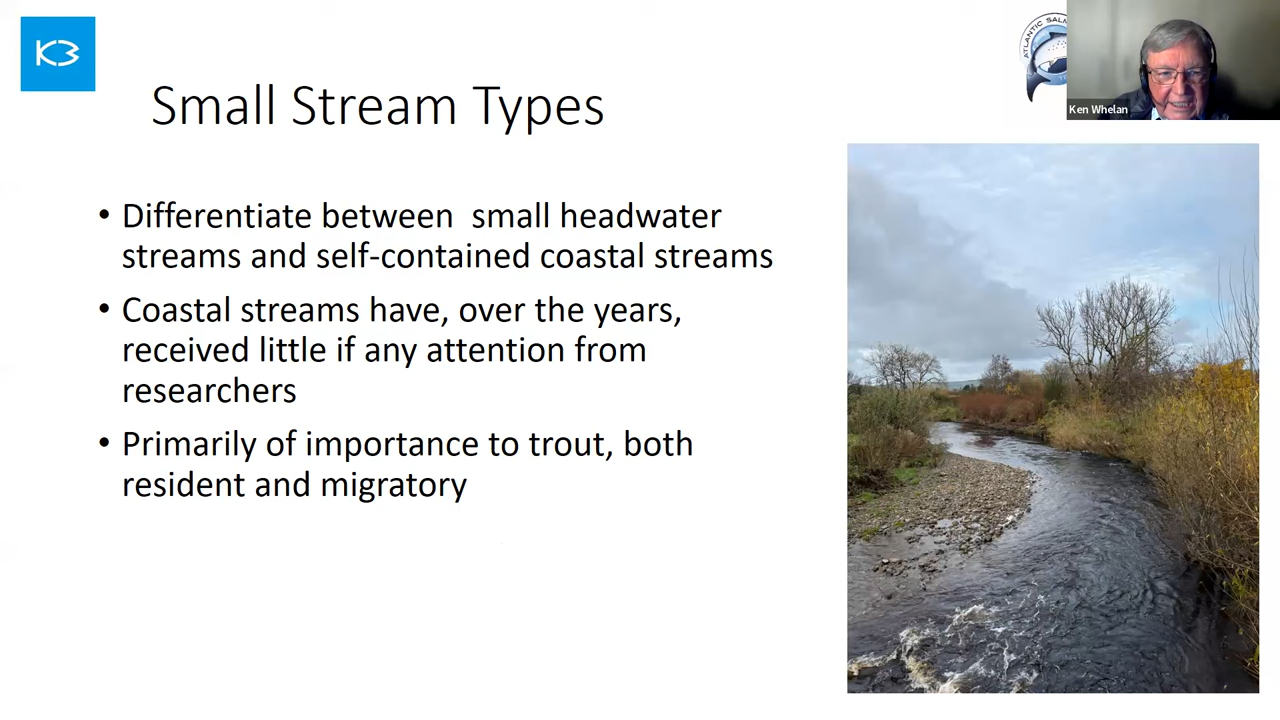 K3
ATLANTIC SAL
Ken Whelan
Small Stream Types
• Differentiate between  small headwater
streams and self-contained coastal streams
• Coastal streams have, over the years,
received little if any attention from
researchers
• Primarily of importance to trout, both
resident and migratory